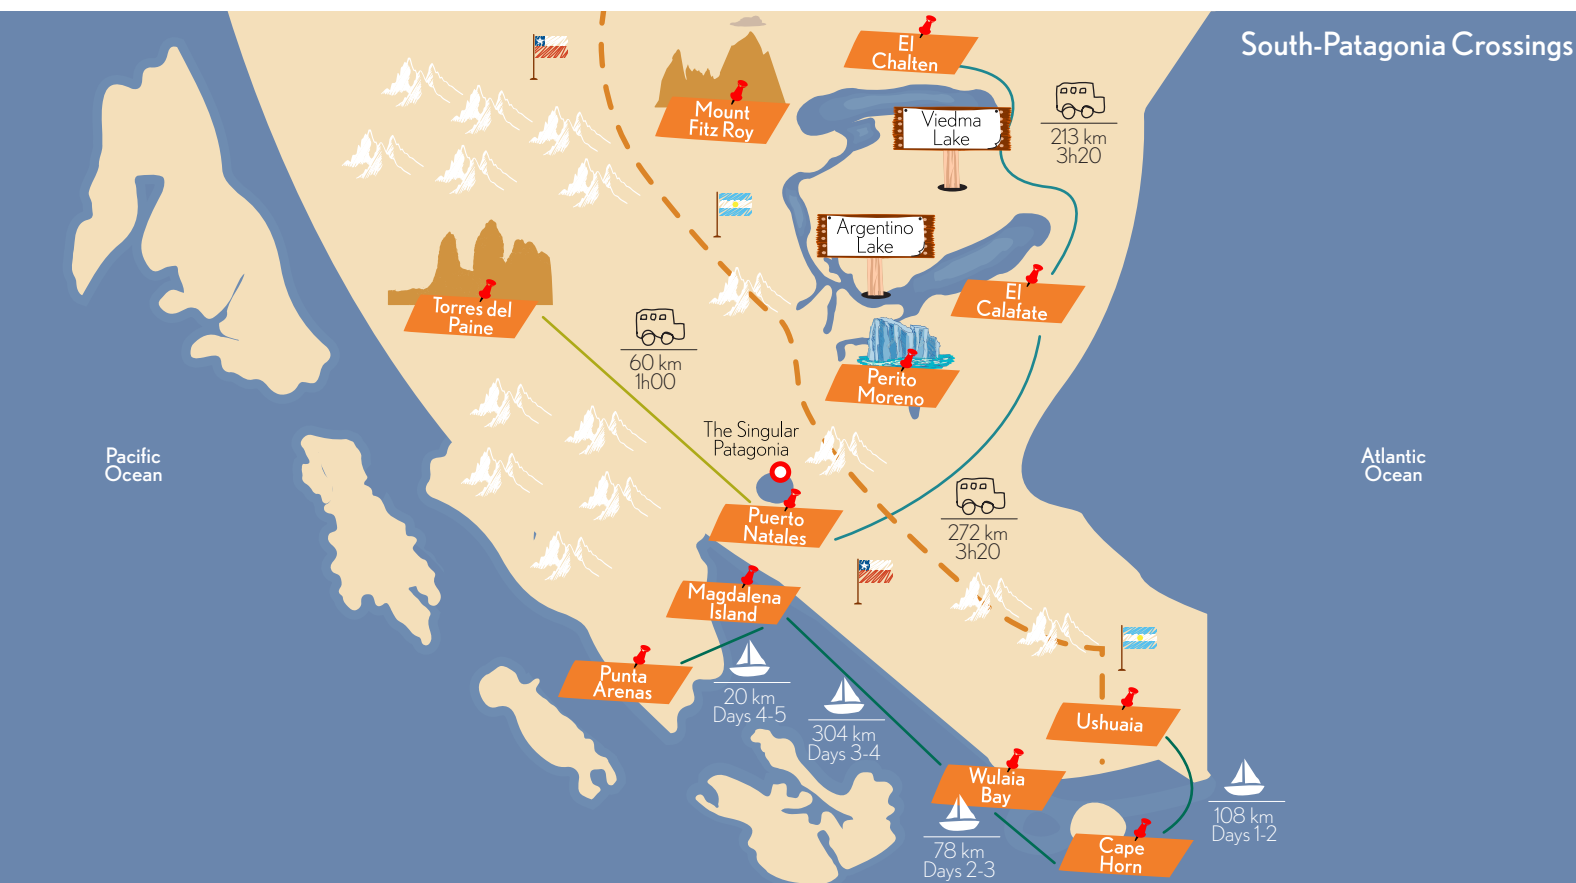 South-Patagonia Crossings
El
Chalten
Mount
Fitz Roy
Viedma
Lake
213 km
3h20
Argentino
Lake
El
Calafate
Torres del
Paine
60 km
1h00
Perito
Moreno
The Singular
Patagonia
Pacific
Ocean
Atlantic
Ocean
Puerto
Natales
272 km
3h20
Magdalena
Island
Punta
Arenas
20 km
Days 4-5
304 km
Days 3-4
Ushuaia
Wulaia
Bay
108 km
Days 1-2
78 km
Days 2-3
Cape
Horn